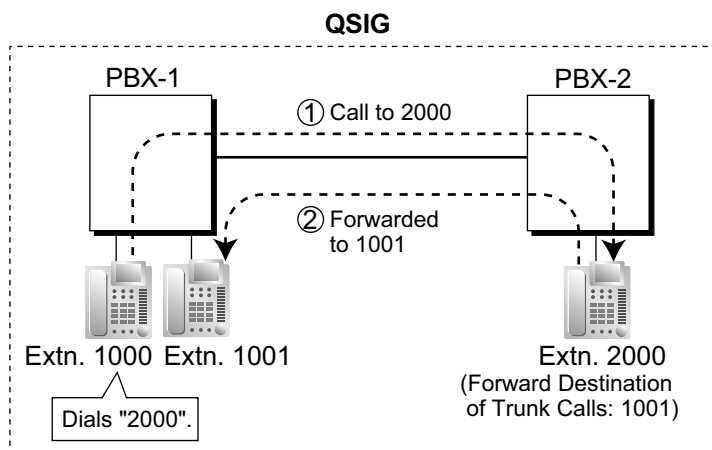 QSIG
PBX-1
PBX-2
① Call to 2000
② Forwarded
to 1001
Extn. 1000
Extn. 1001
Extn. 2000
(Forward Destination
of Trunk Calls: 1001)
Dials "2000".